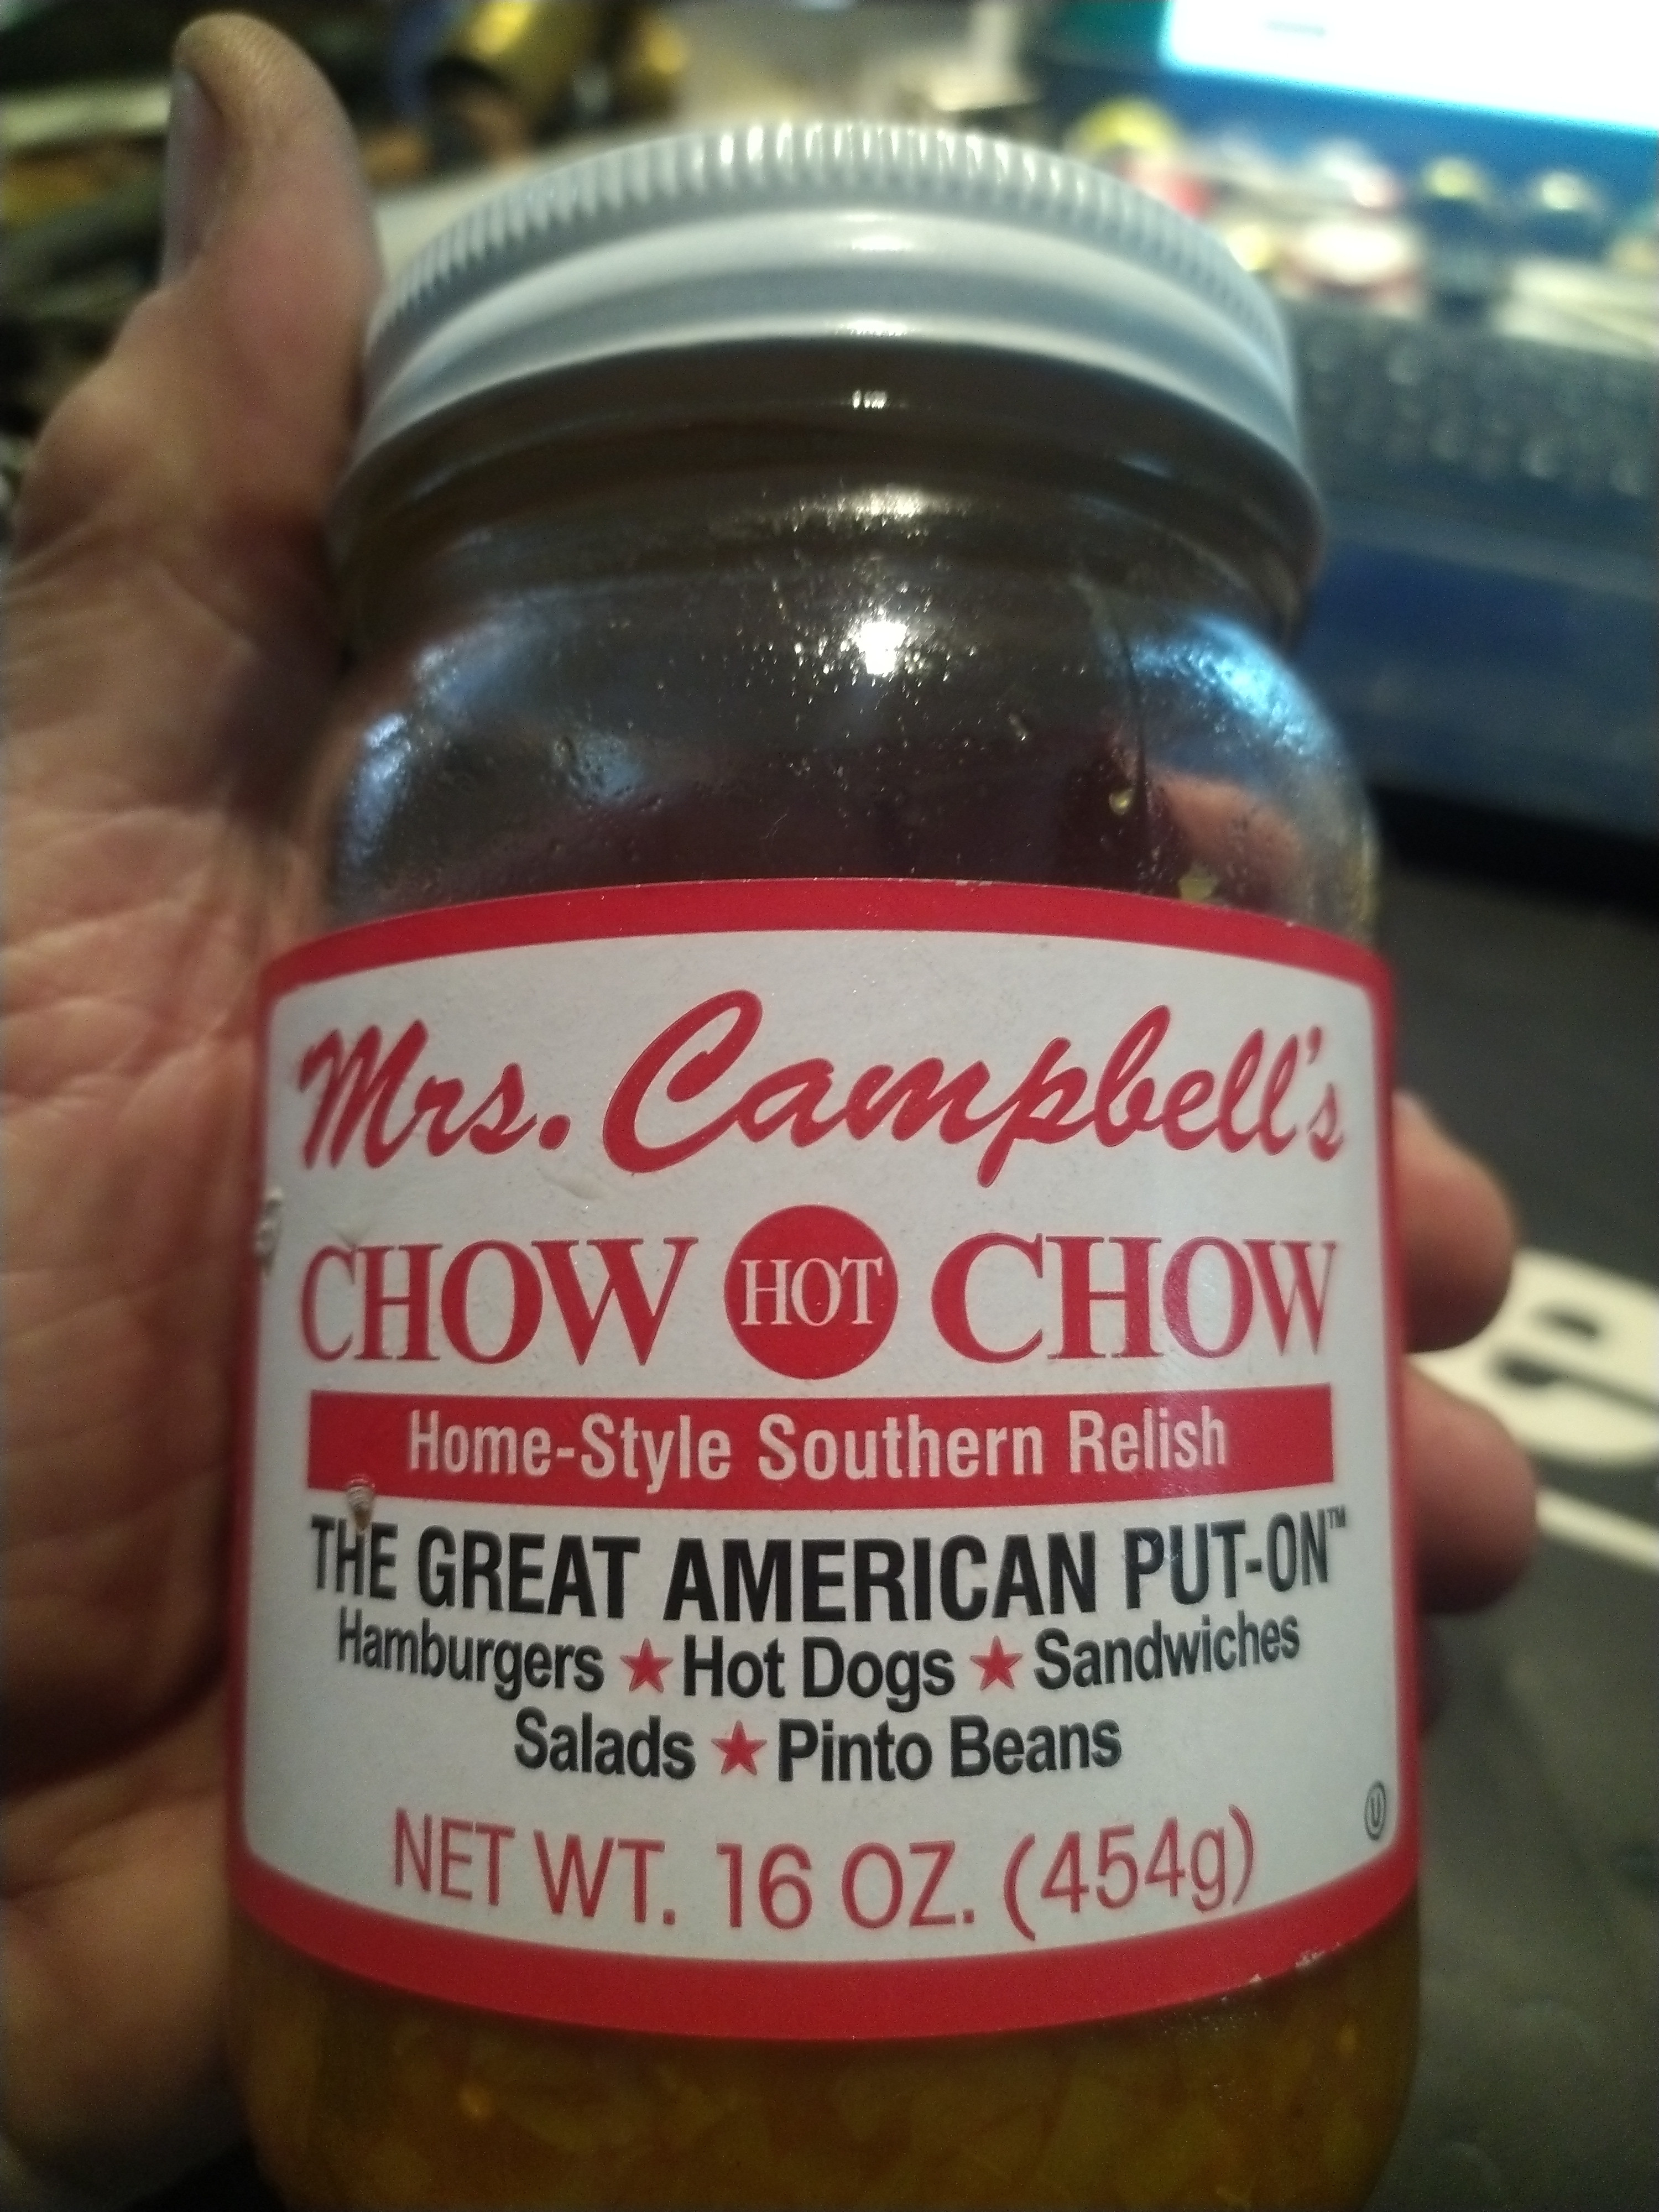 Mrs. Campbell's
CHOW HOT CHOW
Home-Style Southern Relish
THE GREAT AMERICAN PUT-ON™
Hamburgers ★ Hot Dogs ★ Sandwiches
Salads ★ Pinto Beans
NET WT. 16 OZ. (454g)
Ⓤ